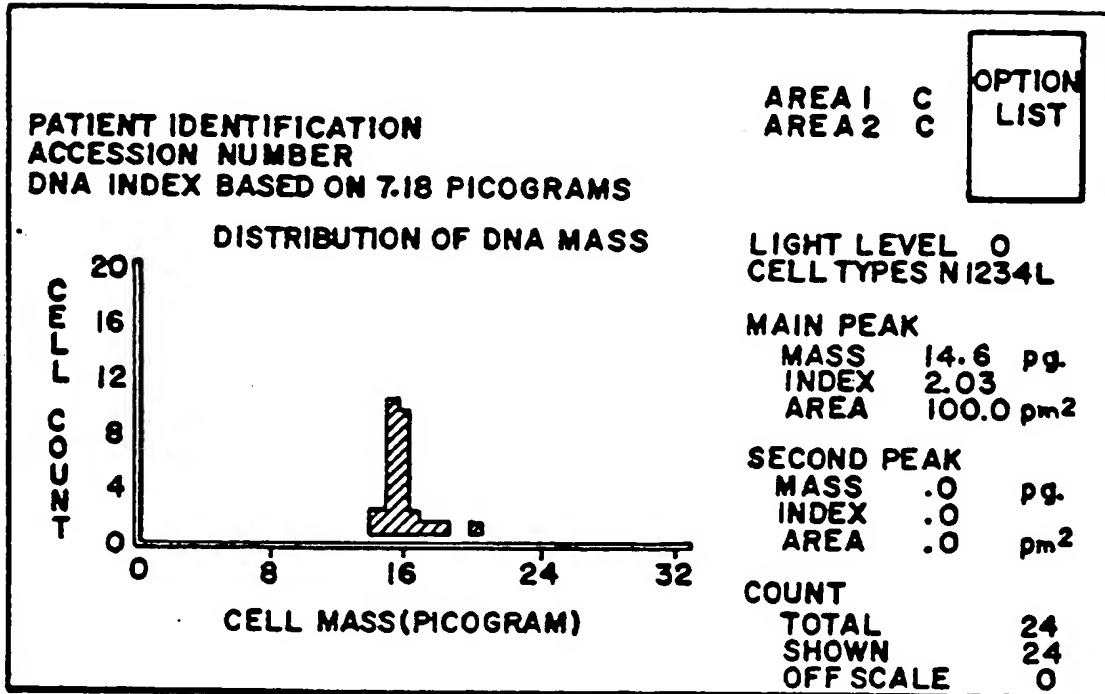 AREA 1 C
AREA 2 C
OPTION
LIST
PATIENT IDENTIFICATION
ACCESSION NUMBER
DNA INDEX BASED ON 7.18 PICOGRAMS
DISTRIBUTION OF DNA MASS
CELL COUNT
20
16
12
8
4
0
0 8 16 24 32
CELL MASS(PICOGRAM)
LIGHT LEVEL 0
CELL TYPES N1234L
MAIN PEAK
MASS 14.6 pg.
INDEX 2.03
AREA 100.0 pm²
SECOND PEAK
MASS .0 pg.
INDEX .0
AREA .0 pm²
COUNT
TOTAL 24
SHOWN 24
OFF SCALE 0